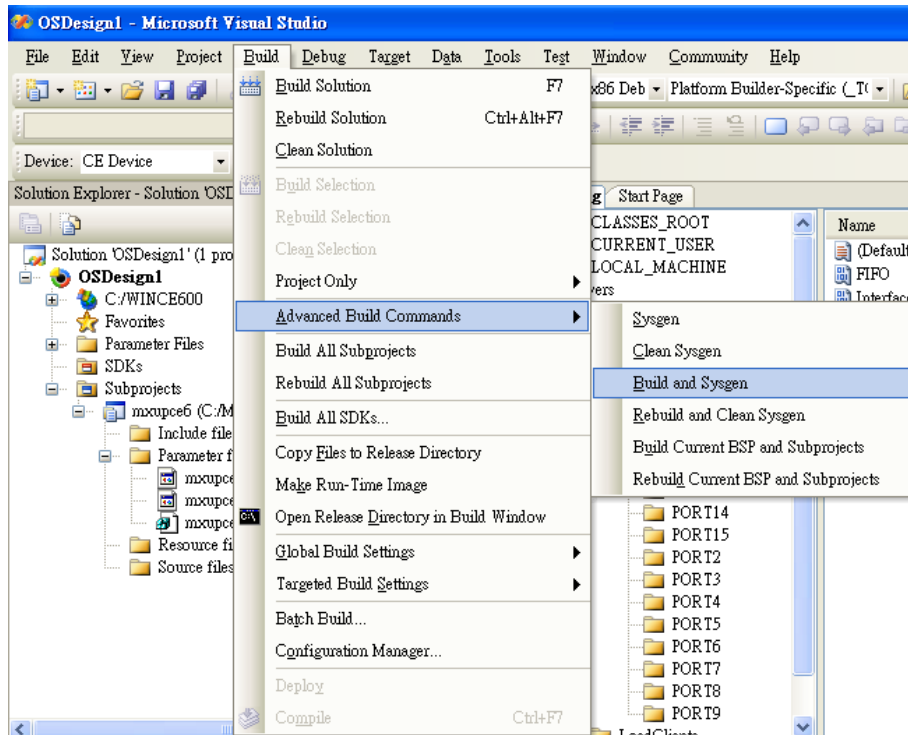 OSDesign1 - Microsoft Visual Studio
File Edit View Project Build Debug Target Data Tools Test Window Community Help
x86 Deb Platform Builder-Specific (_T(
Device: CE Device
Solution Explorer - Solution 'OSD
Solution 'OSDesign1' (1 pro
OSDesign1
C:/WINCE600
Favorites
Parameter Files
SDKs
Subprojects
mxupce6 (C:/M
Include file
Parameter f
mxupce
mxupce
mxupce
Resource fi
Source files
Build Solution F7
Rebuild Solution Ctrl+Alt+F7
Clean Solution
Build Selection
Rebuild Selection
Clean Selection
Project Only
Advanced Build Commands
Build All Subprojects
Rebuild All Subprojects
Build All SDKs...
Copy Files to Release Directory
Make Run-Time Image
Open Release Directory in Build Window
Global Build Settings
Targeted Build Settings
Batch Build...
Configuration Manager...
Deploy
Compile Ctrl+F7
Sysgen
Clean Sysgen
Build and Sysgen
Rebuild and Clean Sysgen
Build Current BSP and Subprojects
Rebuild Current BSP and Subprojects
g Start Page
CLASSES_ROOT
CURRENT_USER
LOCAL_MACHINE
vers
PORT14
PORT15
PORT2
PORT3
PORT4
PORT5
PORT6
PORT7
PORT8
PORT9
LoadClients
Name
(Default
FIFO
Interface